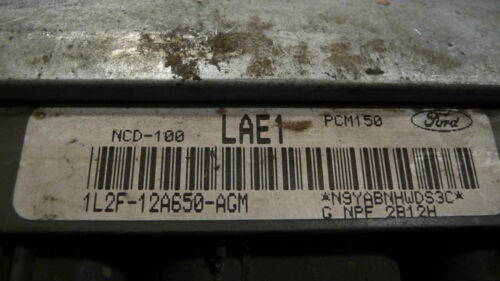 NCD-100 LAE1 PCM150 Ford
1L2F-12A650-AGM *N9YABNHWDS3C*
G NPF 2B12H